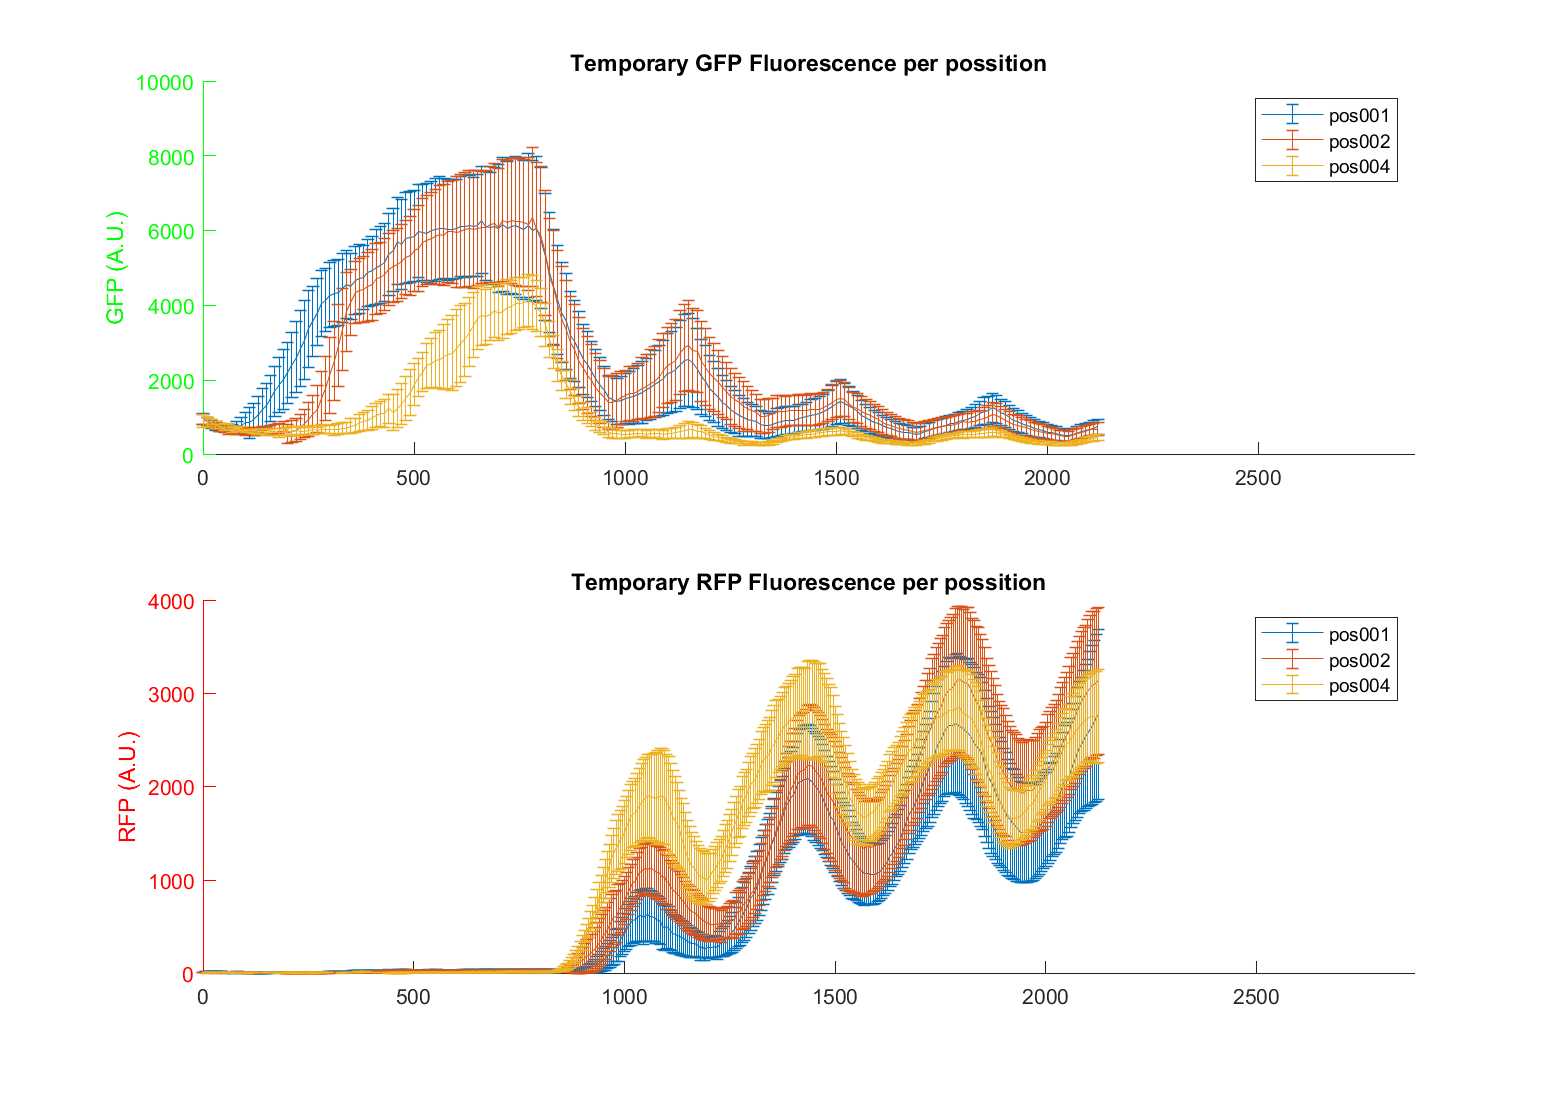 Temporary GFP Fluorescence per possition
10000
8000
6000
4000
2000
0
GFP (A.U.)
0 500 1000 1500 2000 2500
pos001
pos002
pos004
Temporary RFP Fluorescence per possition
4000
3000
2000
1000
0
RFP (A.U.)
0 500 1000 1500 2000 2500
pos001
pos002
pos004